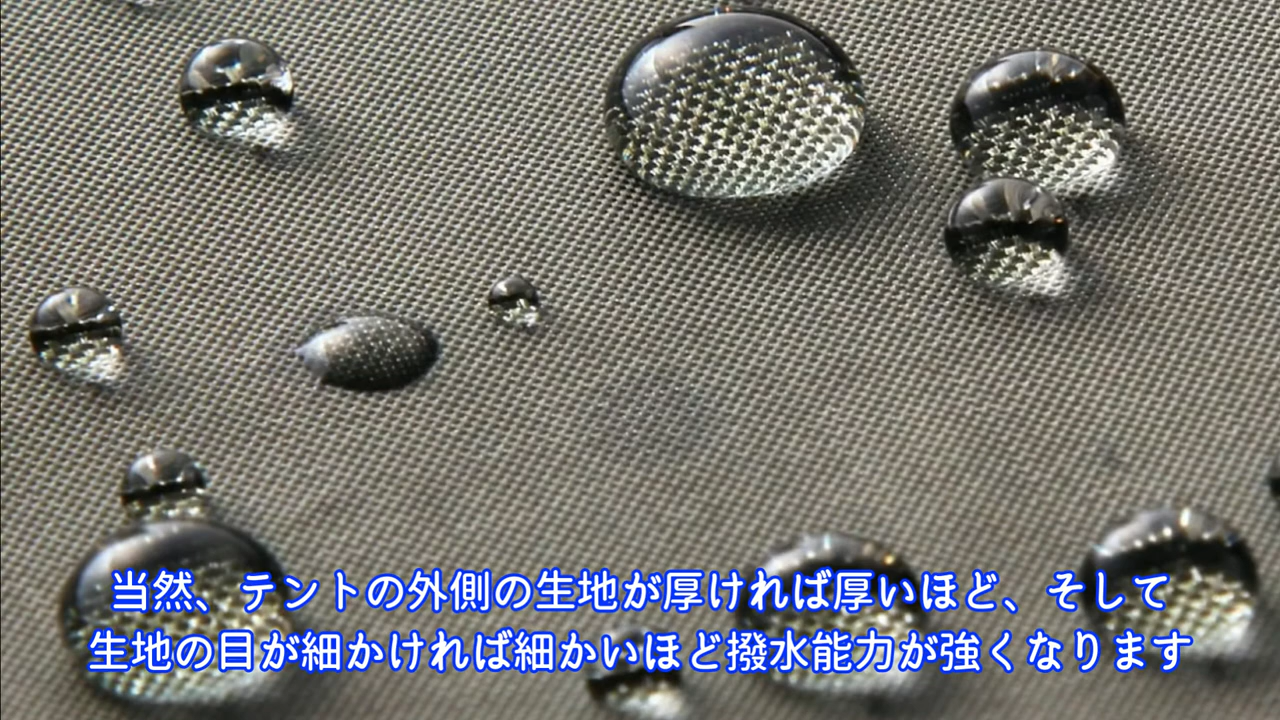 当然、テントの外側の生地が厚ければ厚いほど、そして
生地の目が細かければ細かいほど撥水能力が強くなります